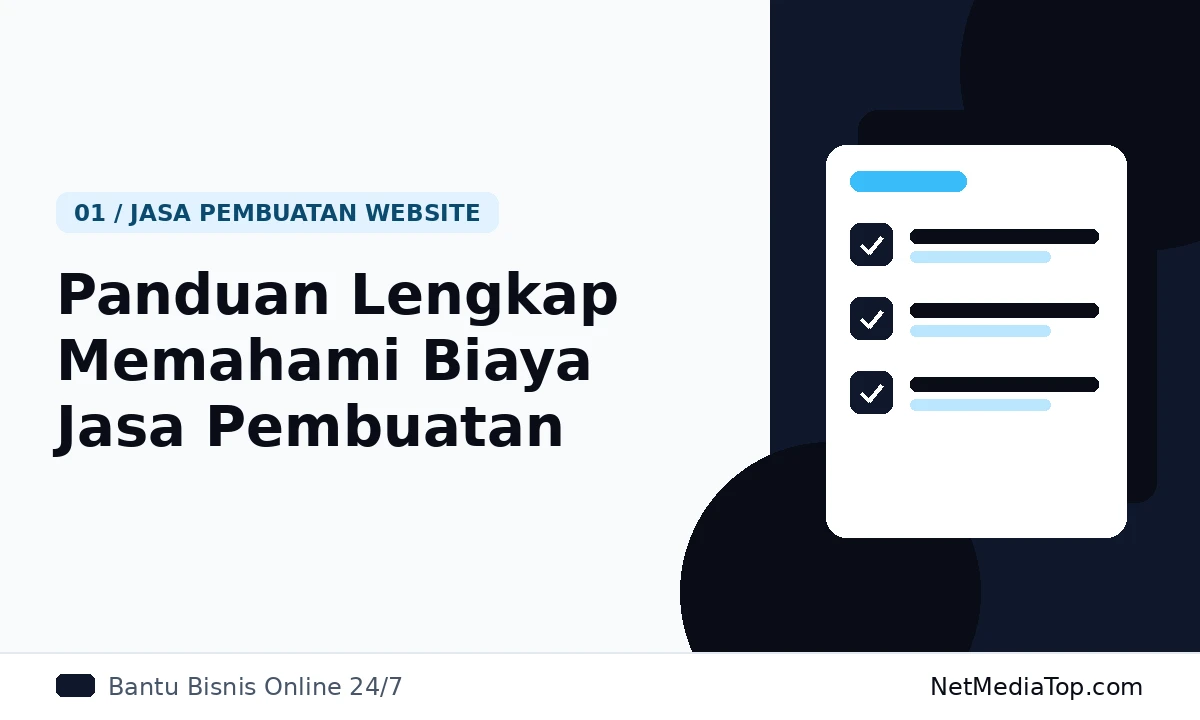 01 / JASA PEMBUATAN WEBSITE
Panduan Lengkap
Memahami Biaya
Jasa Pembuatan
Bantu Bisnis Online 24/7
NetMediaTop.com